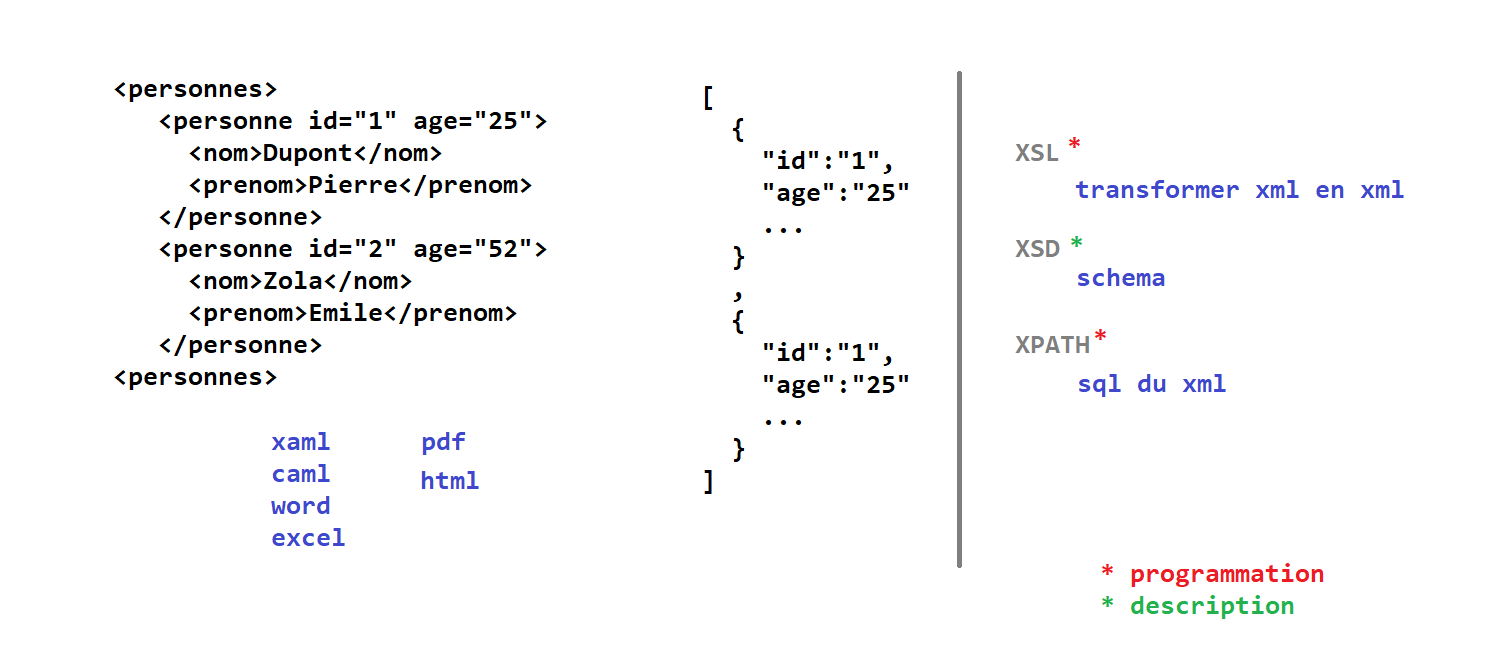 <personnes>
<personne id="1" age="25">
<nom>Dupont</nom>
<prenom>Pierre</prenom>
</personne>
<personne id="2" age="52">
<nom>Zola</nom>
<prenom>Emile</prenom>
</personne>
<personnes>
xaml
caml
word
excel
pdf
html
[
{
"id":"1",
"age":"25"
...
}
,
{
"id":"1",
"age":"25"
...
}
]
XSL *
transformer xml en xml
XSD *
schema
XPATH*
sql du xml
* programmation
* description